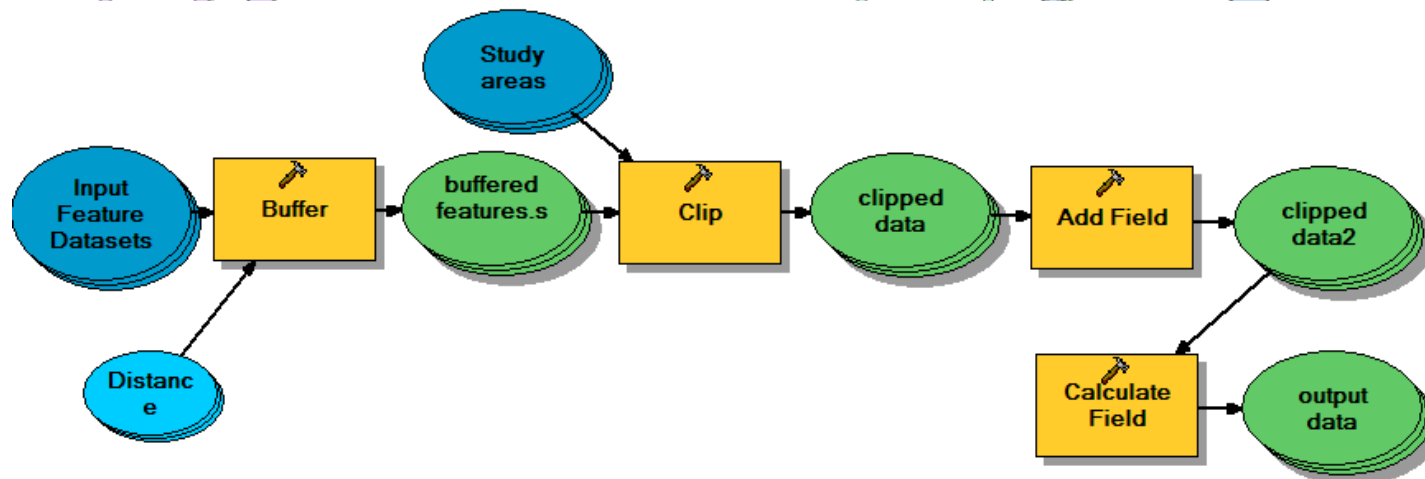 Study
areas
Input
Feature
Datasets
Buffer
buffered
features.s
Clip
clipped
data
Add Field
clipped
data2
Distanc
e
Calculate
Field
output
data